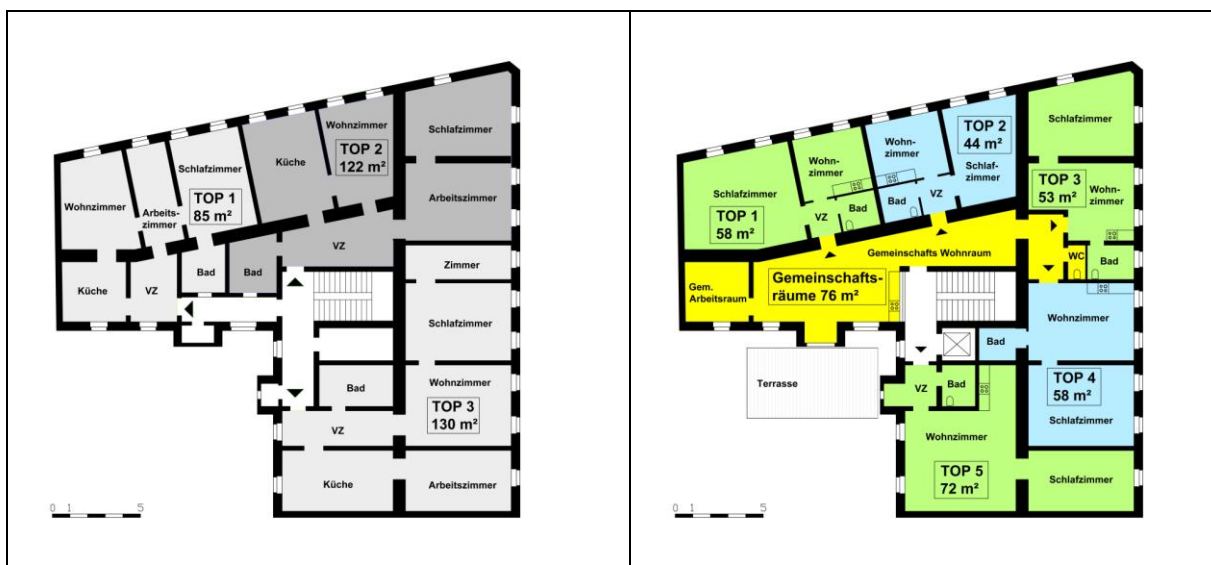 Schlafzimmer
Wohnzimmer
TOP 2
122 m²
Küche
Schlafzimmer
TOP 1
85 m²
Wohnzimmer
Arbeits-
zimmer
Arbeitszimmer
VZ
Bad
Bad
Zimmer
Küche
VZ
Schlafzimmer
Bad
Wohnzimmer
TOP 3
130 m²
VZ
Küche
Arbeitszimmer
0 1 5
Schlafzimmer
TOP 2
44 m²
Wohn-
zimmer
Wohn-
zimmer
Schlaf-
zimmer
TOP 3
53 m²
Wohn-
zimmer
Schlafzimmer
TOP 1
58 m²
VZ
Bad
Bad
VZ
Gemeinschafts Wohnraum
WC
Bad
Gem.
Arbeitsraum
Gemeinschafts-
räume 76 m²
Wohnzimmer
Bad
Terrasse
VZ
Bad
TOP 4
58 m²
Schlafzimmer
Wohnzimmer
TOP 5
72 m²
Schlafzimmer
0 1 5